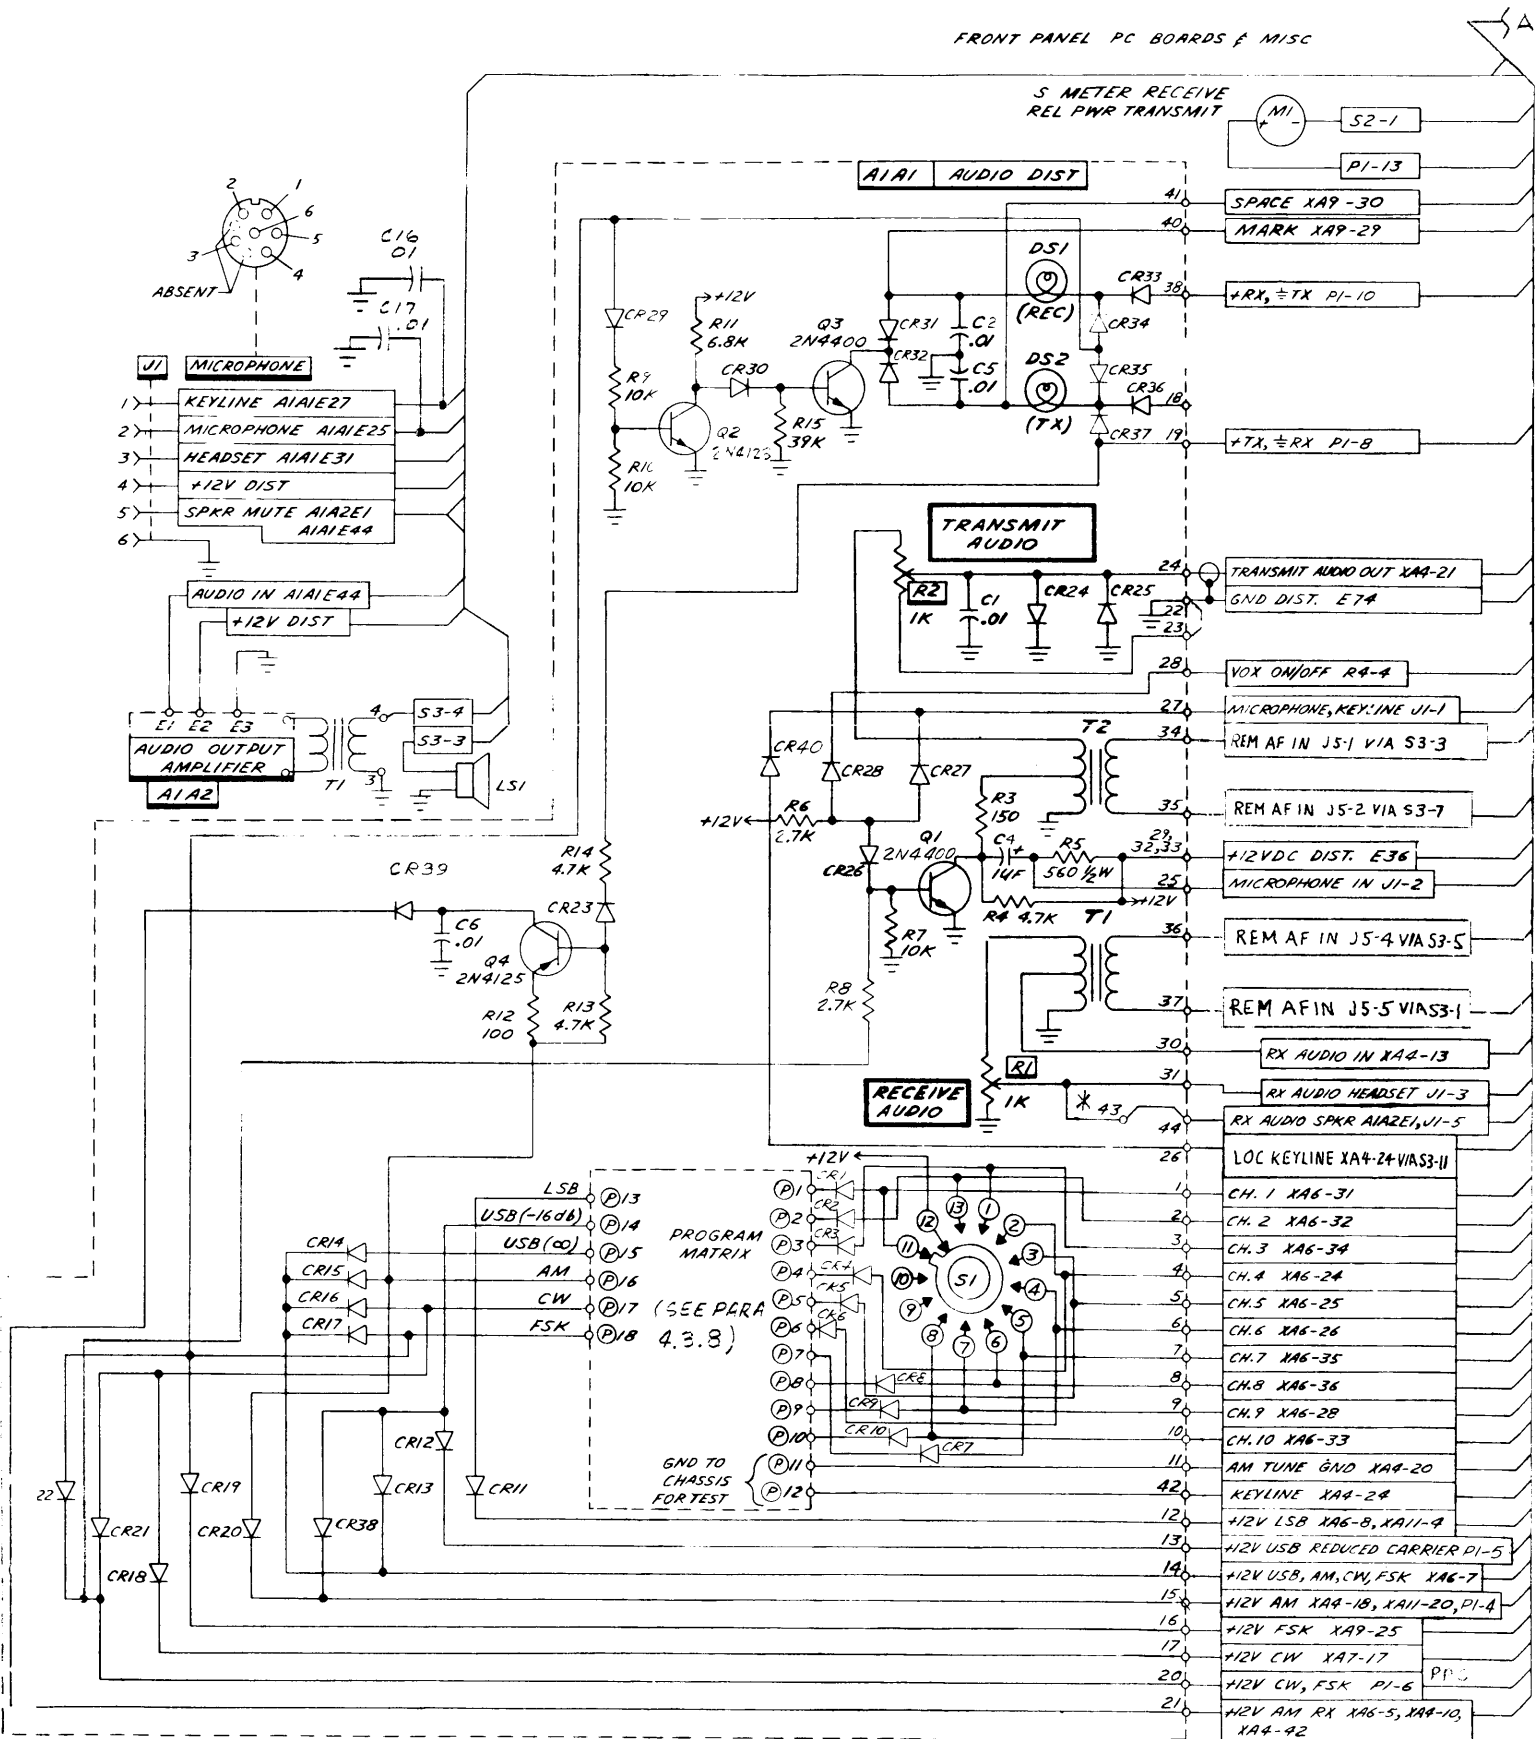 FRONT PANEL PC BOARDS & MISC
A
S METER RECEIVE
REL PWR TRANSMIT
M1
+ -
S2-1
P1-13
A1A1 AUDIO DIST
41
SPACE XA9-30
40
MARK XA9-29
2
1
6
5
3
4
ABSENT
C16
.01
C17
.01
J1 MICROPHONE
1
KEYLINE A1A1E27
2
MICROPHONE A1A1E25
3
HEADSET A1A1E31
4
+12V DIST
5
SPKR MUTE A1A2E1
A1A1E44
6
AUDIO IN A1A1E44
+12V DIST
E1 E2 E3
AUDIO OUTPUT
AMPLIFIER
A1A2
T1
4
3
S3-4
S3-3
LS1
CR29
+12V
R11
6.8K
R9
10K
R10
10K
CR30
Q2
2N4125
R15
39K
Q3
2N4400
CR31
CR32
C2
.01
C5
.01
DS1
(REC)
DS2
(TX)
CR33
38
+RX, ⏚TX P1-10
CR34
CR35
CR36
18
CR37
19
+TX, ⏚RX P1-8
TRANSMIT
AUDIO
R2
1K
C1
.01
CR24
CR25
24
TRANSMIT AUDIO OUT XA4-21
22
GND DIST. E74
23
28
VOX ON/OFF R4-4
27
MICROPHONE, KEYLINE J1-1
T2
34
REM AF IN J5-1 VIA S3-3
35
REM AF IN J5-2 VIA S3-7
CR40
CR28
CR27
+12V
R6
2.7K
CR26
Q1
2N4400
R3
150
C4
+
1UF
R5
560 1/2W
R4 4.7K
+12V
29,
32,33
+12VDC DIST. E36
25
MICROPHONE IN J1-2
R7
10K
R8
2.7K
T1
36
REM AF IN J5-4 VIA S3-5
37
REM AF IN J5-5 VIA S3-1
30
RX AUDIO IN XA4-13
31
RX AUDIO HEADSET J1-3
R1
1K
RECEIVE
AUDIO
* 43
44
RX AUDIO SPKR A1A2E1, J1-5
26
LOC KEYLINE XA4-24 VIA S3-11
CR39
C6
.01
Q4
2N4125
R14
4.7K
CR23
R12
100
R13
4.7K
LSB
USB (-16db)
USB (∞)
AM
CW
FSK
CR14
CR15
CR16
CR17
P13
P14
P15
P16
P17
P18
PROGRAM
MATRIX
(SEE PARA
4.3.8)
GND TO
CHASSIS
FOR TEST
P1
P2
P3
P4
P5
P6
P7
P8
P9
P10
P11
P12
+12V
CR1
CR2
CR3
CR4
CR5
CR6
CR8
CR9
CR10
CR7
S1
1
2
3
4
5
6
7
8
9
10
11
12
13
1
CH. 1 XA6-31
2
CH. 2 XA6-32
3
CH. 3 XA6-34
4
CH. 4 XA6-24
5
CH. 5 XA6-25
6
CH. 6 XA6-26
7
CH. 7 XA6-35
8
CH. 8 XA6-36
9
CH. 9 XA6-28
10
CH. 10 XA6-33
11
AM TUNE GND XA4-20
42
KEYLINE XA4-24
12
+12V LSB XA6-8, XA11-4
13
+12V USB REDUCED CARRIER P1-5
14
+12V USB, AM, CW, FSK XA6-7
15
+12V AM XA4-18, XA11-20, P1-4
16
+12V FSK XA9-25
17
+12V CW XA7-17
20
+12V CW, FSK P1-6
21
+12V AM RX XA6-5, XA4-10,
XA4-42
22
CR21
CR18
CR19
CR20
CR38
CR13
CR12
CR11